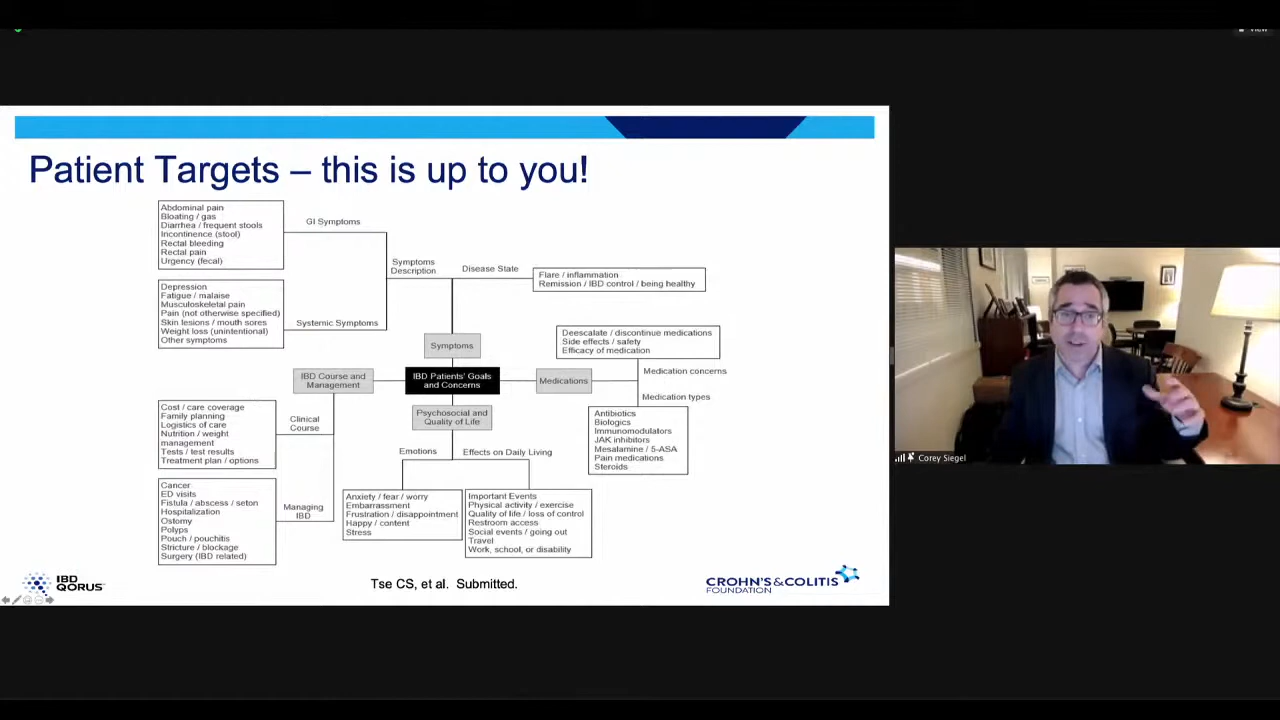 View
Patient Targets – this is up to you!
Abdominal pain
Bloating / gas
Diarrhea / frequent stools
Incontinence (stool)
Rectal bleeding
Rectal pain
Urgency (fecal)
GI Symptoms
Symptoms
Description
Disease State
Flare / inflammation
Remission / IBD control / being healthy
Depression
Fatigue / malaise
Musculoskeletal pain
Pain (not otherwise specified)
Skin lesions / mouth sores
Weight loss (unintentional)
Other symptoms
Systemic Symptoms
Symptoms
Deescalate / discontinue medications
Side effects / safety
Efficacy of medication
IBD Course and
Management
IBD Patients' Goals
and Concerns
Medications
Medication concerns
Medication types
Psychosocial and
Quality of Life
Cost / care coverage
Family planning
Logistics of care
Nutrition / weight
management
Tests / test results
Treatment plan / options
Clinical
Course
Antibiotics
Biologics
Immunomodulators
JAK inhibitors
Mesalamine / 5-ASA
Pain medications
Steroids
Emotions
Effects on Daily Living
Cancer
ED visits
Fistula / abscess / seton
Hospitalization
Ostomy
Polyps
Pouch / pouchitis
Stricture / blockage
Surgery (IBD related)
Managing
IBD
Anxiety / fear / worry
Embarrassment
Frustration / disappointment
Happy / content
Stress
Important Events
Physical activity / exercise
Quality of life / loss of control
Restroom access
Social events / going out
Travel
Work, school, or disability
IBD
QORUS
Tse CS, et al.  Submitted.
CROHN'S & COLITIS
FOUNDATION
Corey Siegel